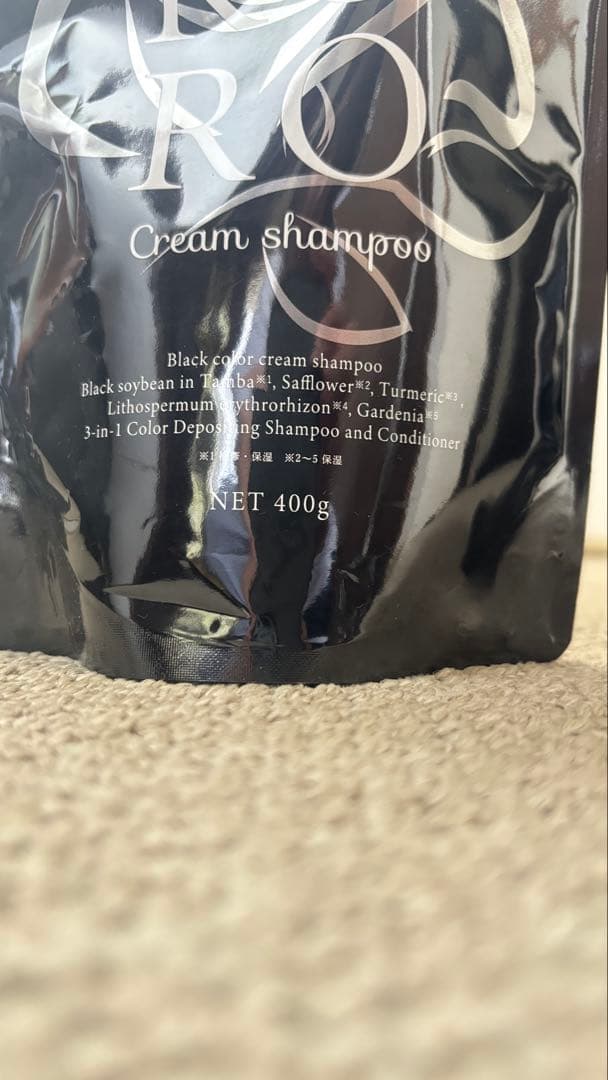 RO
Cream shampoo
Black color cream shampoo
Black soybean in Tamba※1, Safflower※2, Turmeric※3,
Lithospermum erythrorhizon※4, Gardenia※5
3-in-1 Color Depositing Shampoo and Conditioner
※1 ・保湿 ※2〜5 保湿
NET 400g